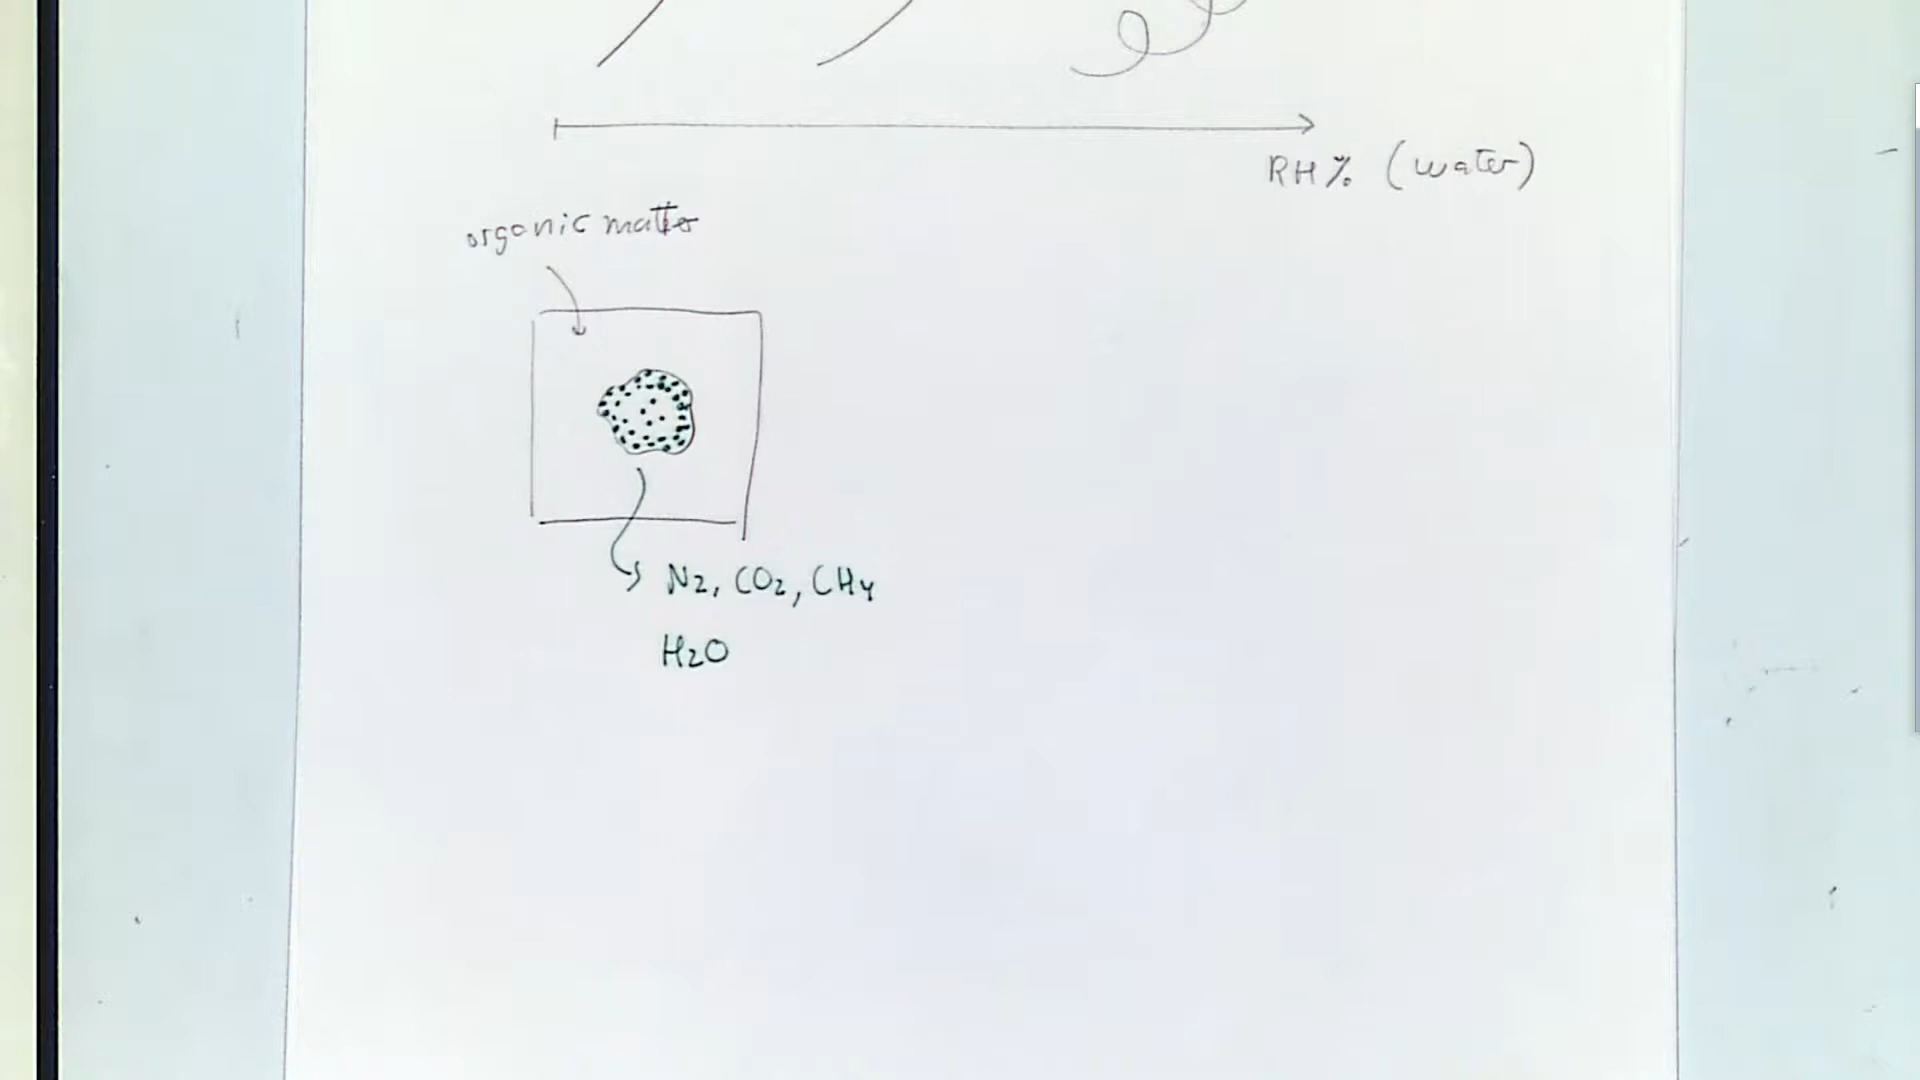 RH% (water)
organic matter
N2, CO2, CH4
H2O